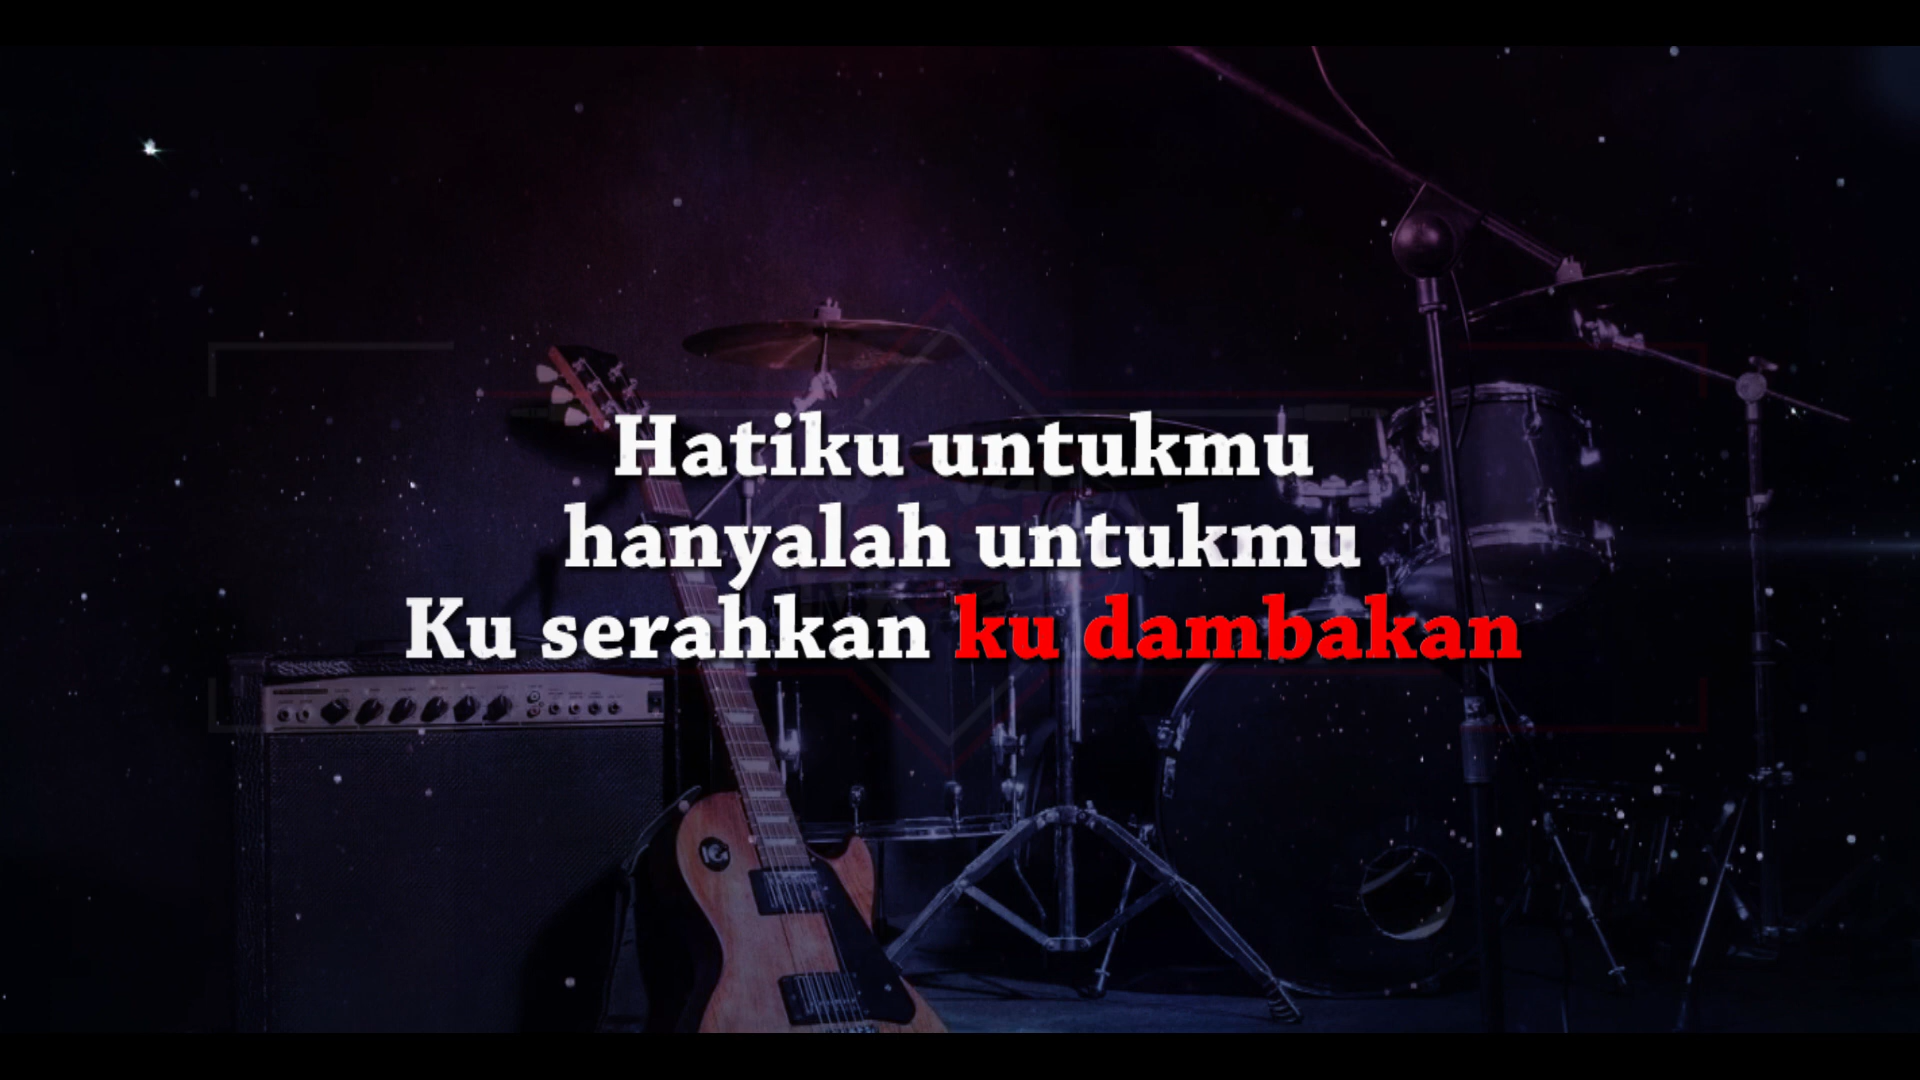 Hatiku untukmu
hanyalah untukmu
Ku serahkan ku dambakan